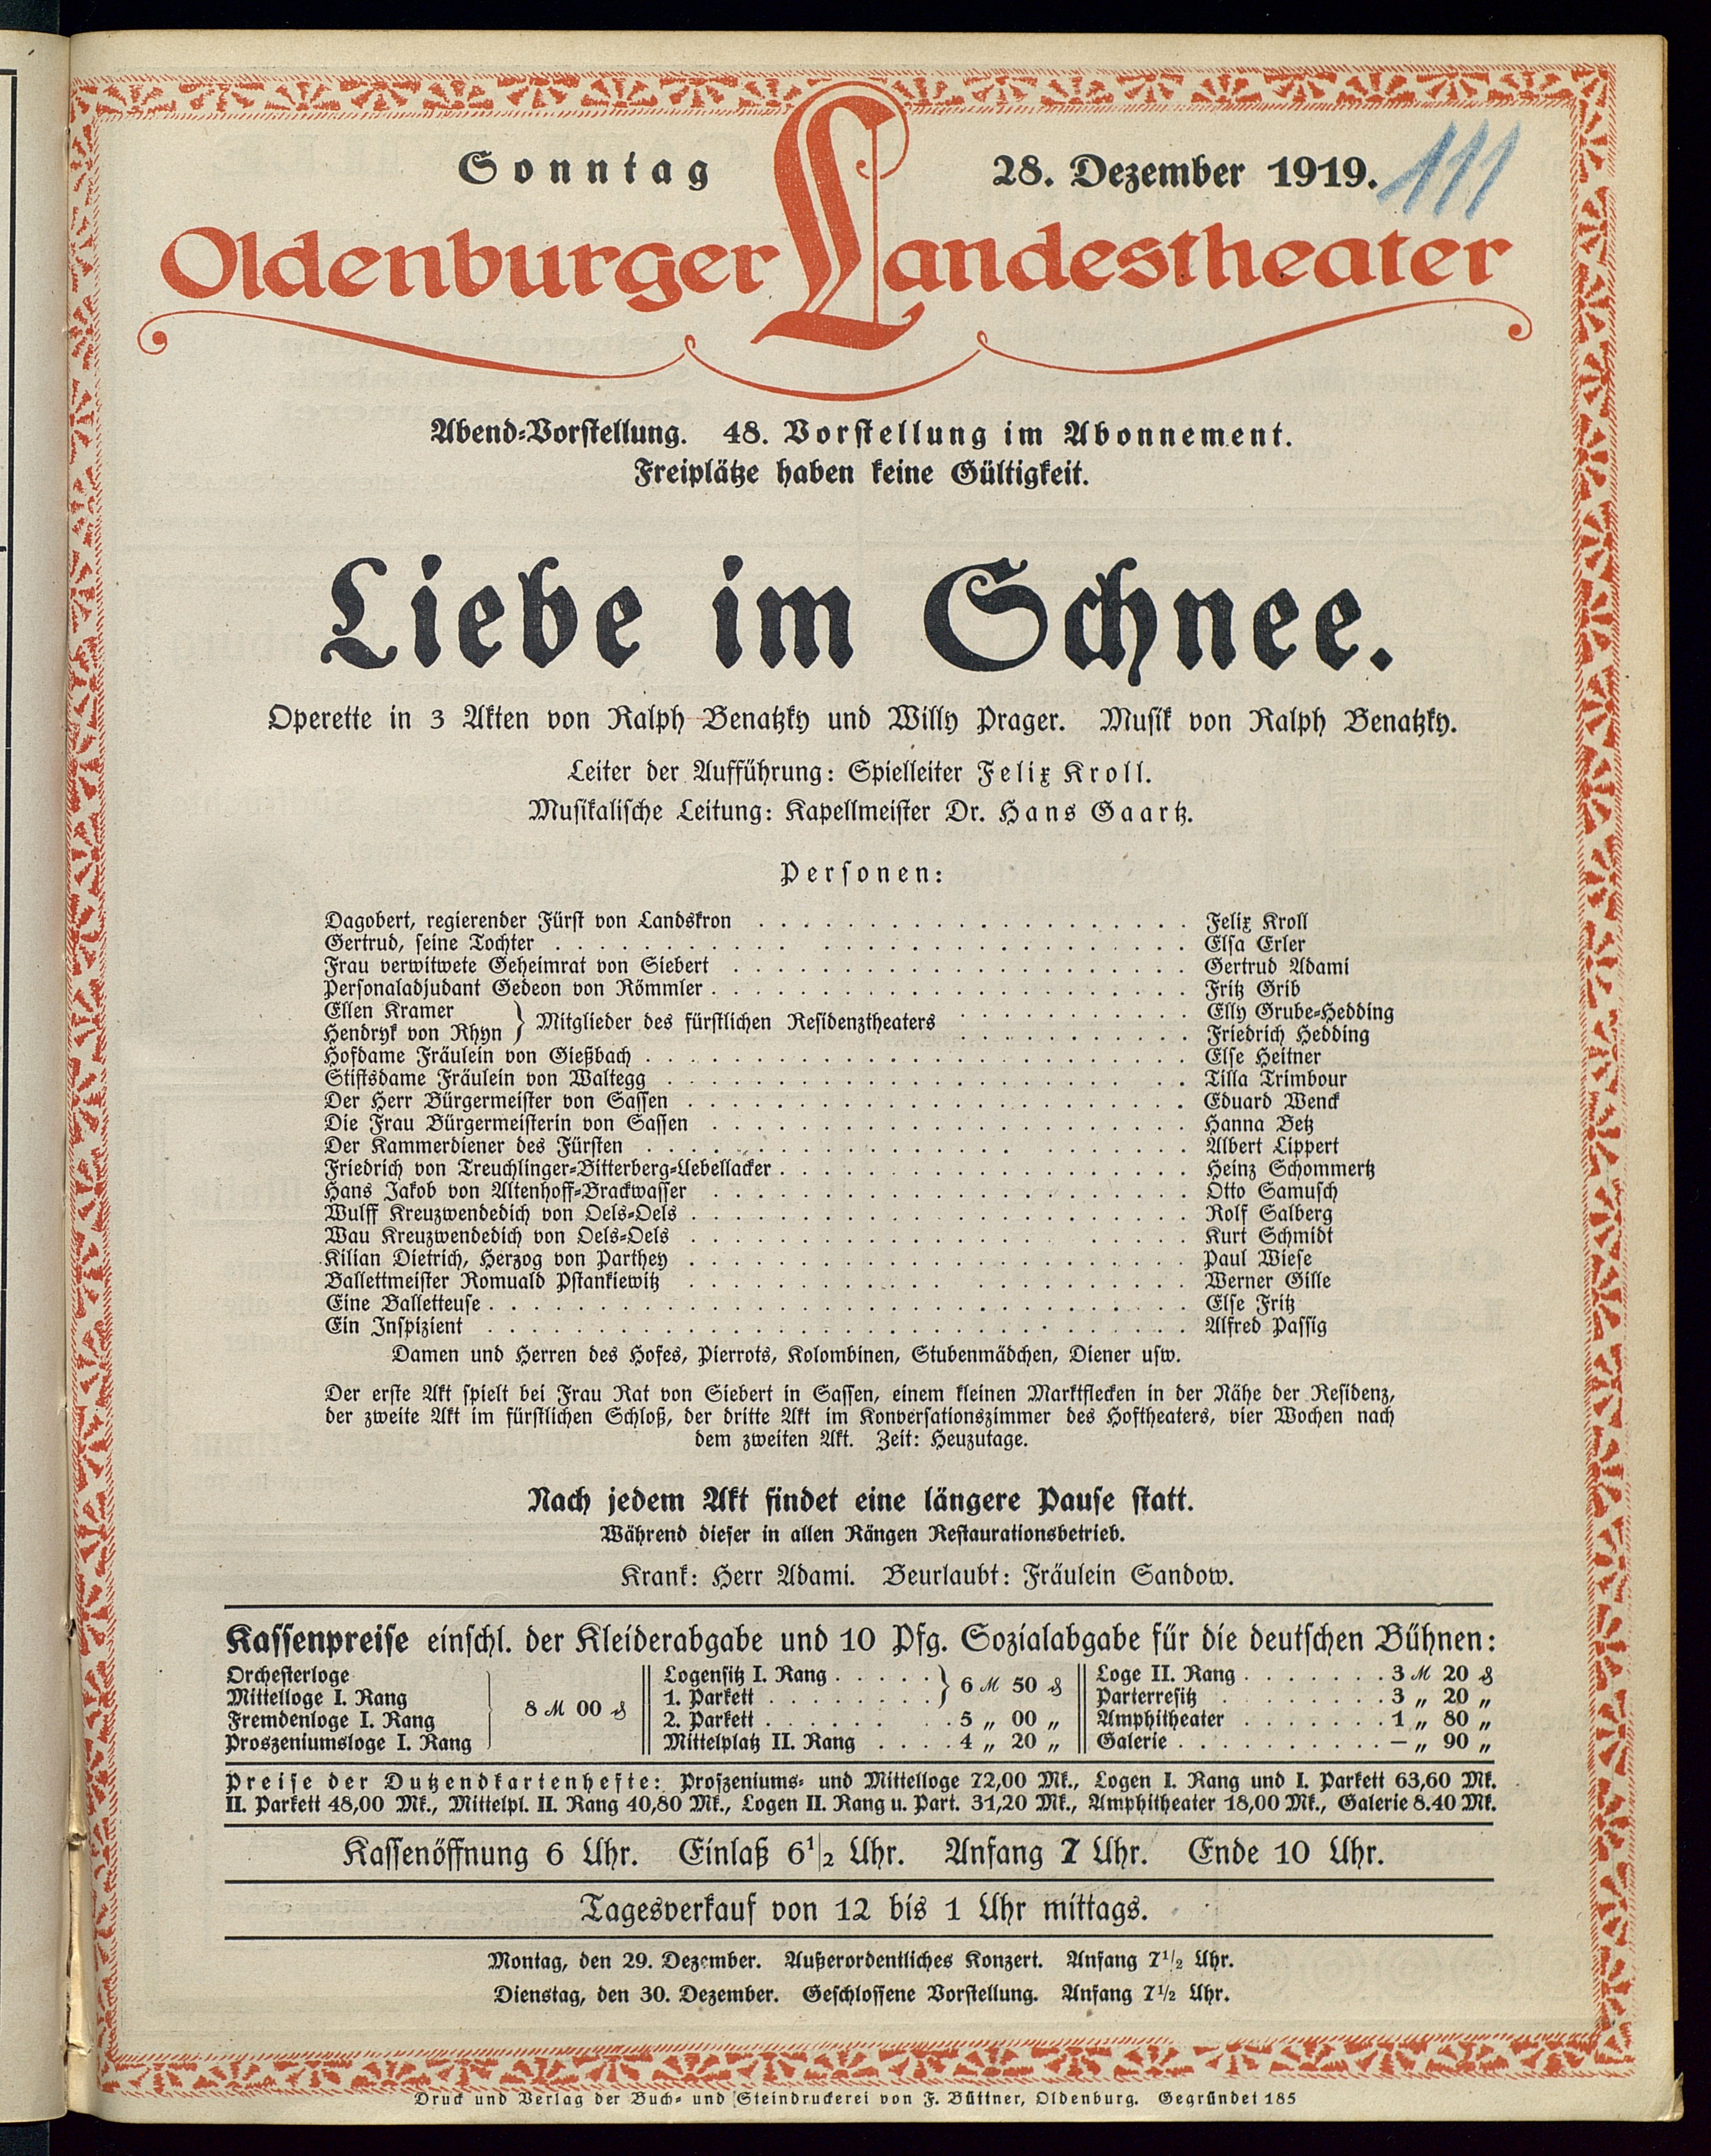 Sonntag 28. Dezember 1919. 111
Oldenburger Landestheater
Abend-Vorstellung. 48. Vorstellung im Abonnement.
Freiplätze haben keine Gültigkeit.
Liebe im Schnee.
Operette in 3 Akten von Ralph Benatzky und Willy Prager. Musik von Ralph Benatzky.
Leiter der Aufführung: Spielleiter Felix Kroll.
Musikalische Leitung: Kapellmeister Dr. Hans Gaartz.
Personen:
Dagobert, regierender Fürst von Landskron . . . . . Felix Kroll
Gertrud, seine Tochter . . . . . Elsa Erler
Frau verwitwete Geheimrat von Siebert . . . . . Gertrud Adami
Personaladjudant Gedeon von Römmler . . . . . Fritz Grib
Ellen Kramer } Mitglieder des fürstlichen Residenztheaters . . . . . Elly Grube-Hedding
Hendryk von Rhyn } . . . . . Friedrich Hedding
Hofdame Fräulein von Gießbach . . . . . Else Heitner
Stiftsdame Fräulein von Waltegg . . . . . Tilla Trimbour
Der Herr Bürgermeister von Sassen . . . . . Eduard Wenck
Die Frau Bürgermeisterin von Sassen . . . . . Hanna Betz
Der Kammerdiener des Fürsten . . . . . Albert Lippert
Friedrich von Treuchlinger-Bitterberg-Uebellacker . . . . . Heinz Schommertz
Hans Jakob von Altenhoff-Brackwasser . . . . . Otto Samusch
Wulff Kreuzwendedich von Oels-Oels . . . . . Rolf Salberg
Wau Kreuzwendedich von Oels-Oels . . . . . Kurt Schmidt
Kilian Dietrich, Herzog von Parthey . . . . . Paul Wiese
Ballettmeister Romuald Pstankiewitz . . . . . Werner Gille
Eine Balletteuse . . . . . Else Fritz
Ein Inspizient . . . . . Alfred Passig
Damen und Herren des Hofes, Pierrots, Kolombinen, Stubenmädchen, Diener usw.
Der erste Akt spielt bei Frau Rat von Siebert in Sassen, einem kleinen Marktflecken in der Nähe der Residenz,
der zweite Akt im fürstlichen Schloß, der dritte Akt im Konversationszimmer des Hoftheaters, vier Wochen nach
dem zweiten Akt. Zeit: Heuzutage.
Nach jedem Akt findet eine längere Pause statt.
Während dieser in allen Rängen Restaurationsbetrieb.
Krank: Herr Adami. Beurlaubt: Fräulein Sandow.
Kassenpreise einschl. der Kleiderabgabe und 10 Pfg. Sozialabgabe für die deutschen Bühnen:
Orchesterloge
Mittelloge I. Rang
Fremdenloge I. Rang
Proszeniumsloge I. Rang
8 ℳ 00 ₰
Logensitz I. Rang . . . . . } 6 ℳ 50 ₰
1. Parkett . . . . . }
2. Parkett . . . . . 5 „ 00 „
Mittelplatz II. Rang . . . . 4 „ 20 „
Loge II. Rang . . . . . 3 ℳ 20 ₰
Parterresitz . . . . . 3 „ 20 „
Amphitheater . . . . . 1 „ 80 „
Galerie . . . . . — „ 90 „
Preise der Dutzendkartenhefte: Proszeniums- und Mittelloge 72,00 Mk., Logen I. Rang und I. Parkett 63,60 Mk.
II. Parkett 48,00 Mk., Mittelpl. II. Rang 40,80 Mk., Logen II. Rang u. Part. 31,20 Mk., Amphitheater 18,00 Mk., Galerie 8.40 Mk.
Kassenöffnung 6 Uhr. Einlaß 6 1/2 Uhr. Anfang 7 Uhr. Ende 10 Uhr.
Tagesverkauf von 12 bis 1 Uhr mittags.
Montag, den 29. Dezember. Außerordentliches Konzert. Anfang 7 1/2 Uhr.
Dienstag, den 30. Dezember. Geschlossene Vorstellung. Anfang 7 1/2 Uhr.
Druck und Verlag der Buch- und Steindruckerei von F. Büttner, Oldenburg. Gegründet 185